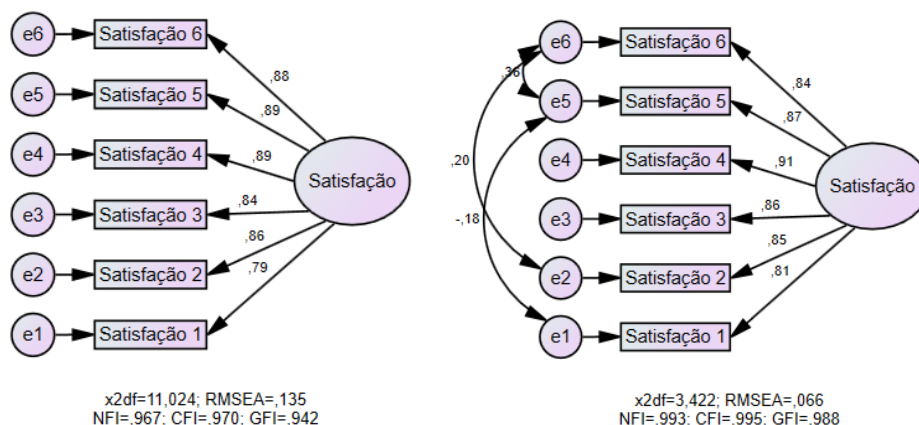 e6 Satisfação 6
,88
e5 Satisfação 5
,89
e4 Satisfação 4
,89
Satisfação
e3 Satisfação 3
,84
e2 Satisfação 2
,86
e1 Satisfação 1
,79
x2df=11,024; RMSEA=,135
NFI=,967; CFI=,970; GFI=,942
e6 Satisfação 6
,36
,84
e5 Satisfação 5
,87
e4 Satisfação 4
,20
,91
Satisfação
e3 Satisfação 3
-,18
,86
e2 Satisfação 2
,85
e1 Satisfação 1
,81
x2df=3,422; RMSEA=,066
NFI=,993; CFI=,995; GFI=,988